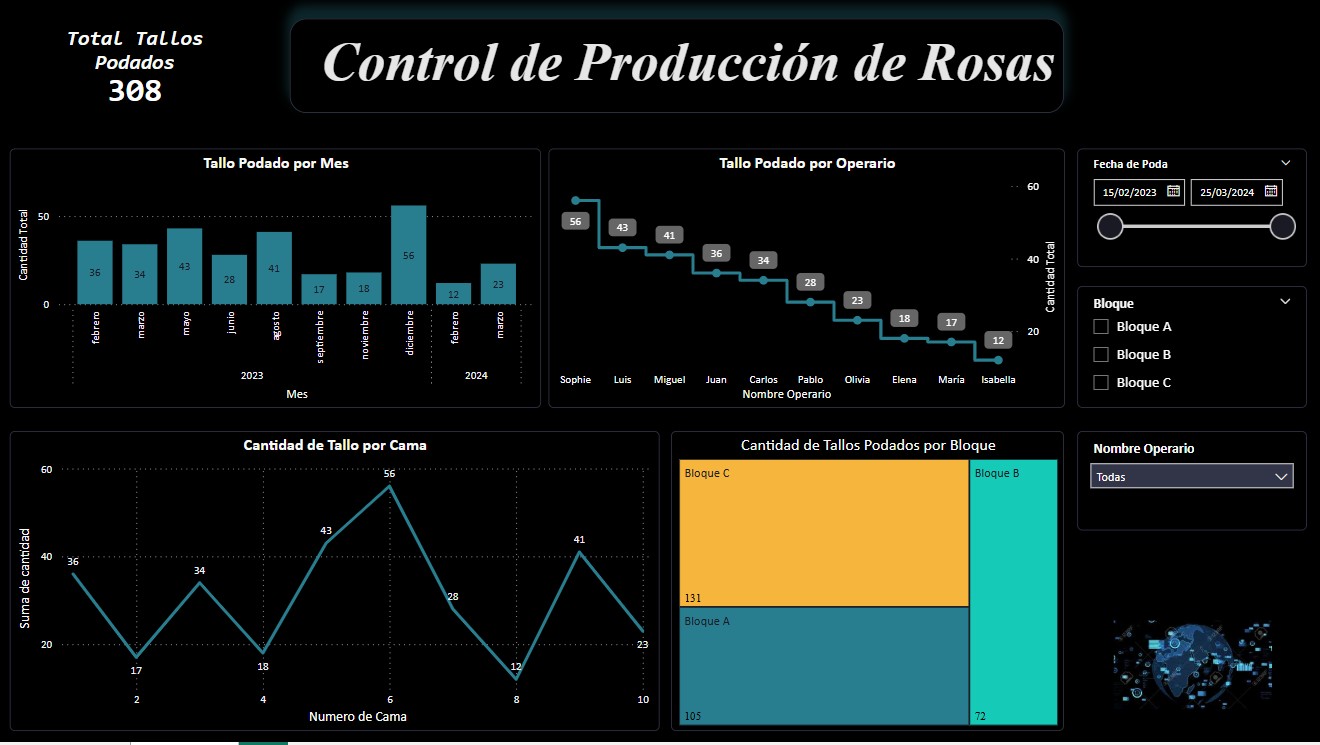 Total Tallos
Podados
308
Control de Producción de Rosas
Tallo Podado por Mes
Cantidad Total
50
0
36
34
43
28
41
17
18
56
12
23
febrero
marzo
mayo
junio
agosto
septiembre
noviembre
diciembre
febrero
marzo
2023
2024
Mes
Tallo Podado por Operario
60
40
20
Cantidad Total
56
43
41
36
34
28
23
18
17
12
Sophie
Luis
Miguel
Juan
Carlos
Pablo
Olivia
Elena
María
Isabella
Nombre Operario
Fecha de Poda
15/02/2023
25/03/2024
Bloque
Bloque A
Bloque B
Bloque C
Cantidad de Tallo por Cama
Suma de cantidad
60
40
20
36
17
34
18
43
56
28
12
41
23
2
4
6
8
10
Numero de Cama
Cantidad de Tallos Podados por Bloque
Bloque C
131
Bloque A
105
Bloque B
72
Nombre Operario
Todas